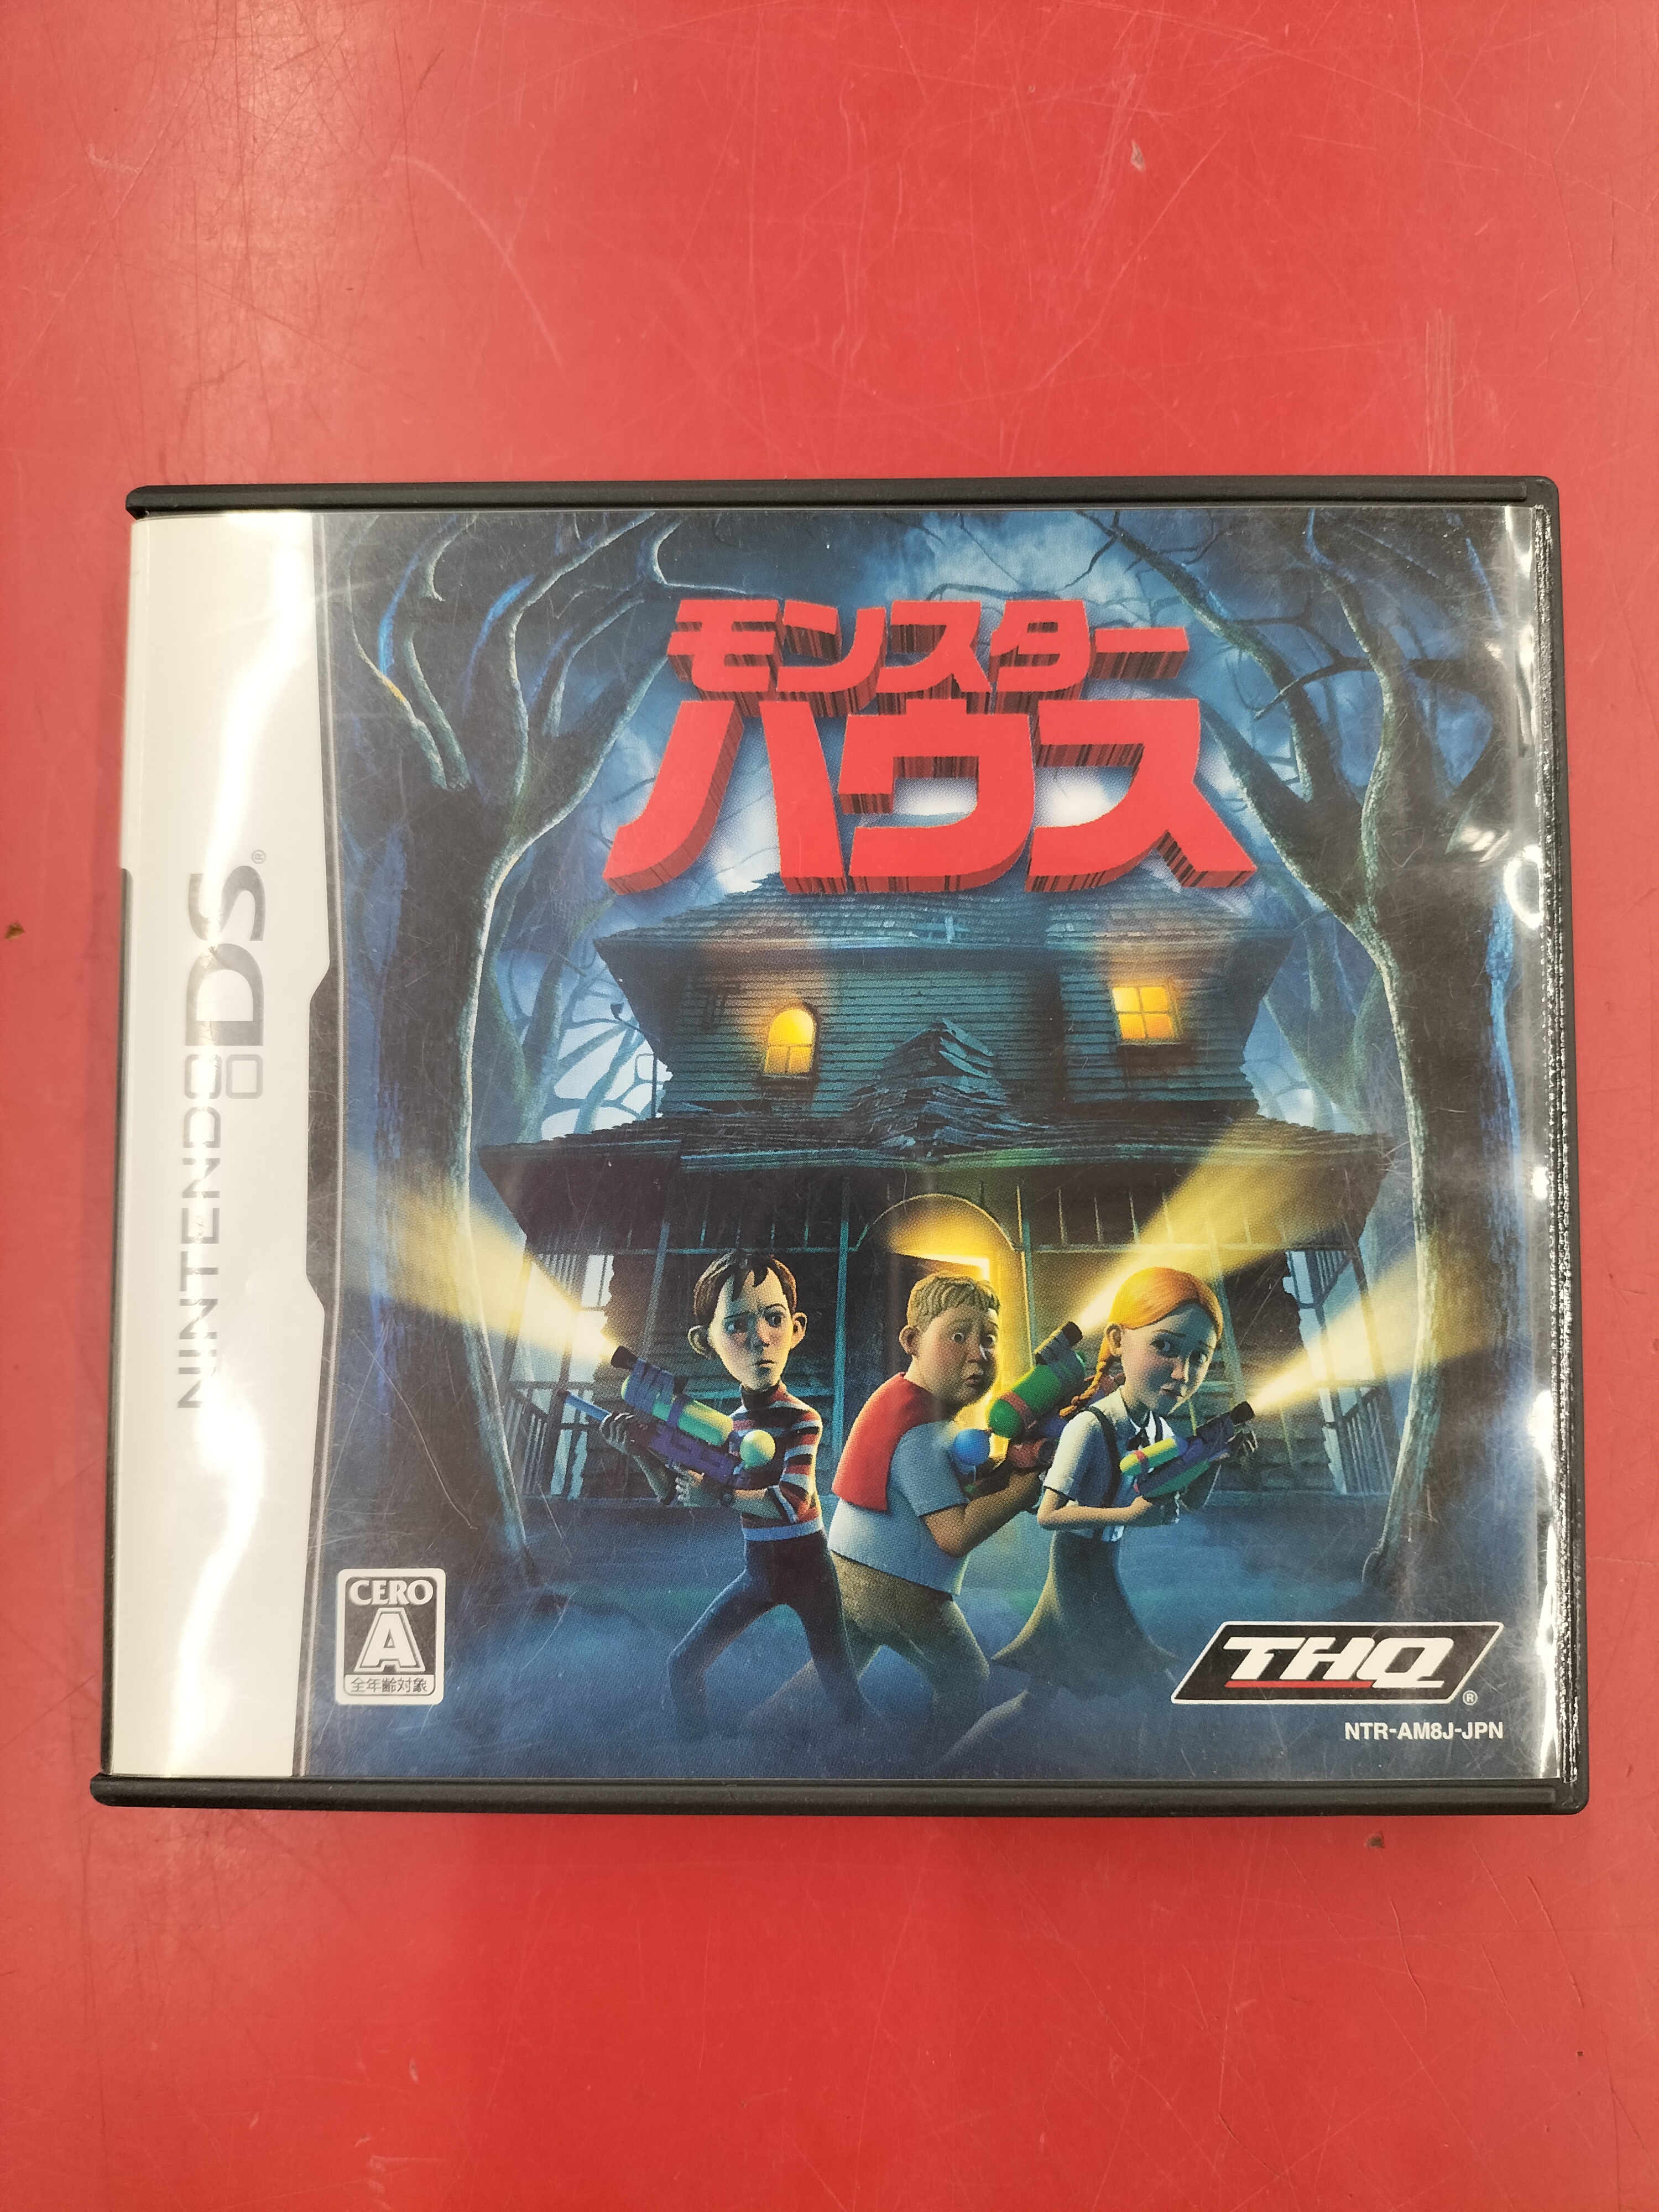 モンスター
ハウス
NINTENDO DS®
CERO
A
全年齢対象
THQ®
NTR-AM8J-JPN